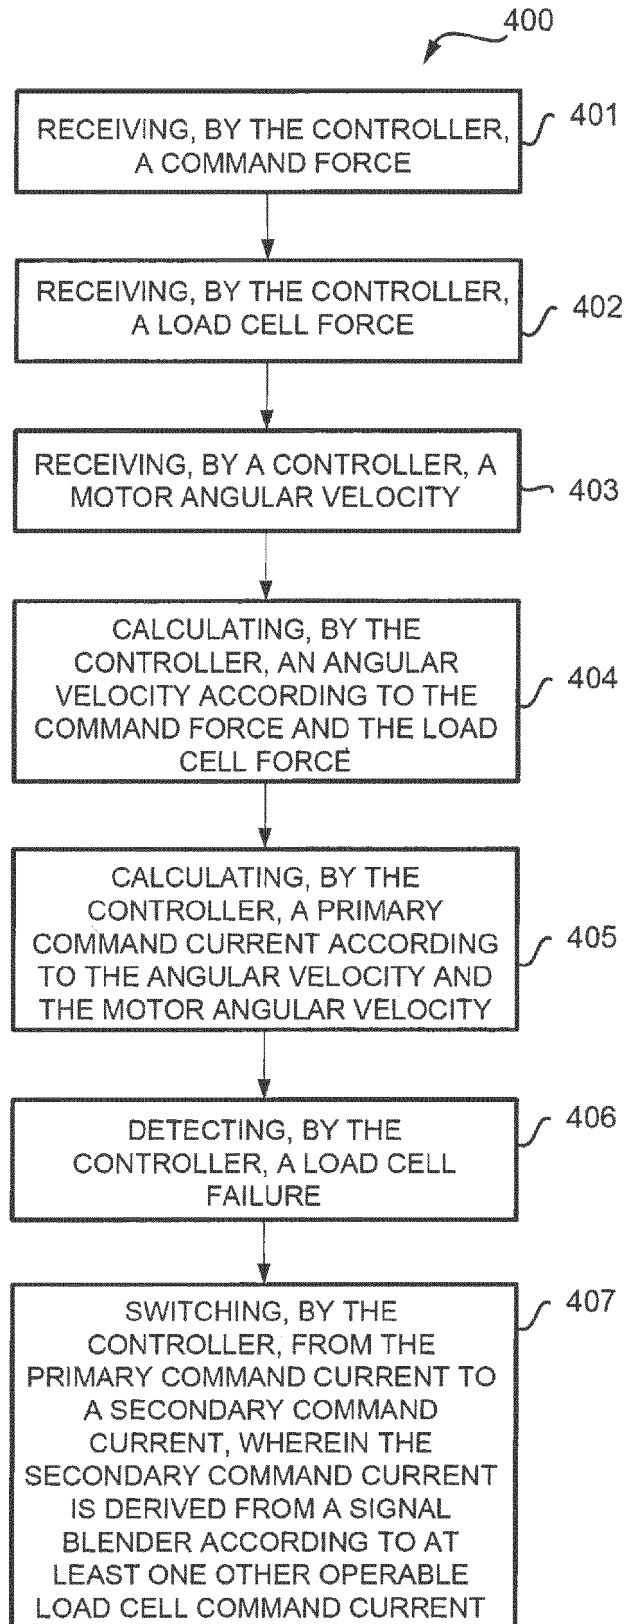 400
RECEIVING, BY THE CONTROLLER,
A COMMAND FORCE
401
RECEIVING, BY THE CONTROLLER,
A LOAD CELL FORCE
402
RECEIVING, BY A CONTROLLER, A
MOTOR ANGULAR VELOCITY
403
CALCULATING, BY THE
CONTROLLER, AN ANGULAR
VELOCITY ACCORDING TO THE
COMMAND FORCE AND THE LOAD
CELL FORCE
404
CALCULATING, BY THE
CONTROLLER, A PRIMARY
COMMAND CURRENT ACCORDING
TO THE ANGULAR VELOCITY AND
THE MOTOR ANGULAR VELOCITY
405
DETECTING, BY THE
CONTROLLER, A LOAD CELL
FAILURE
406
SWITCHING, BY THE
CONTROLLER, FROM THE
PRIMARY COMMAND CURRENT TO
A SECONDARY COMMAND
CURRENT, WHEREIN THE
SECONDARY COMMAND CURRENT
IS DERIVED FROM A SIGNAL
BLENDER ACCORDING TO AT
LEAST ONE OTHER OPERABLE
LOAD CELL COMMAND CURRENT
407